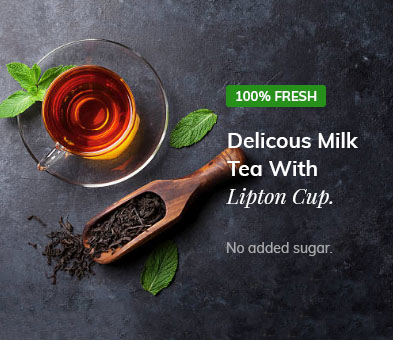 100% FRESH
Delicous Milk
Tea With
Lipton Cup.
No added sugar.